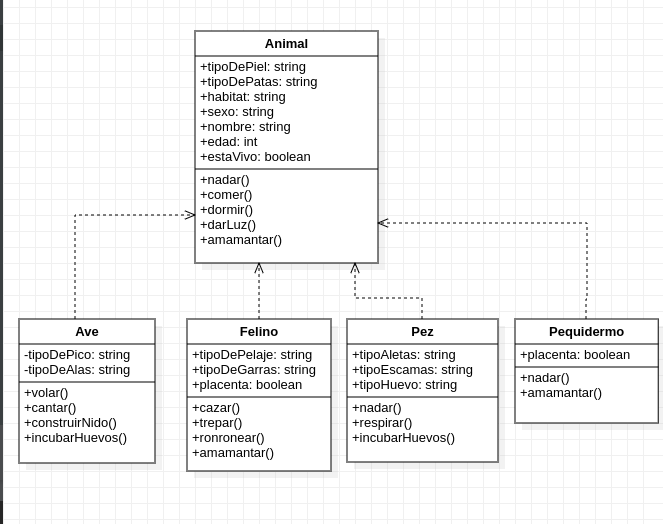 Animal
+tipoDePiel: string
+tipoDePatas: string
+habitat: string
+sexo: string
+nombre: string
+edad: int
+estaVivo: boolean
+nadar()
+comer()
+dormir()
+darLuz()
+amamantar()
Ave
-tipoDePico: string
-tipoDeAlas: string
+volar()
+cantar()
+construirNido()
+incubarHuevos()
Felino
+tipoDePelaje: string
+tipoDeGarras: string
+placenta: boolean
+cazar()
+trepar()
+ronronear()
+amamantar()
Pez
+tipoAletas: string
+tipoEscamas: string
+tipoHuevo: string
+nadar()
+respirar()
+incubarHuevos()
Pequidermo
+placenta: boolean
+nadar()
+amamantar()